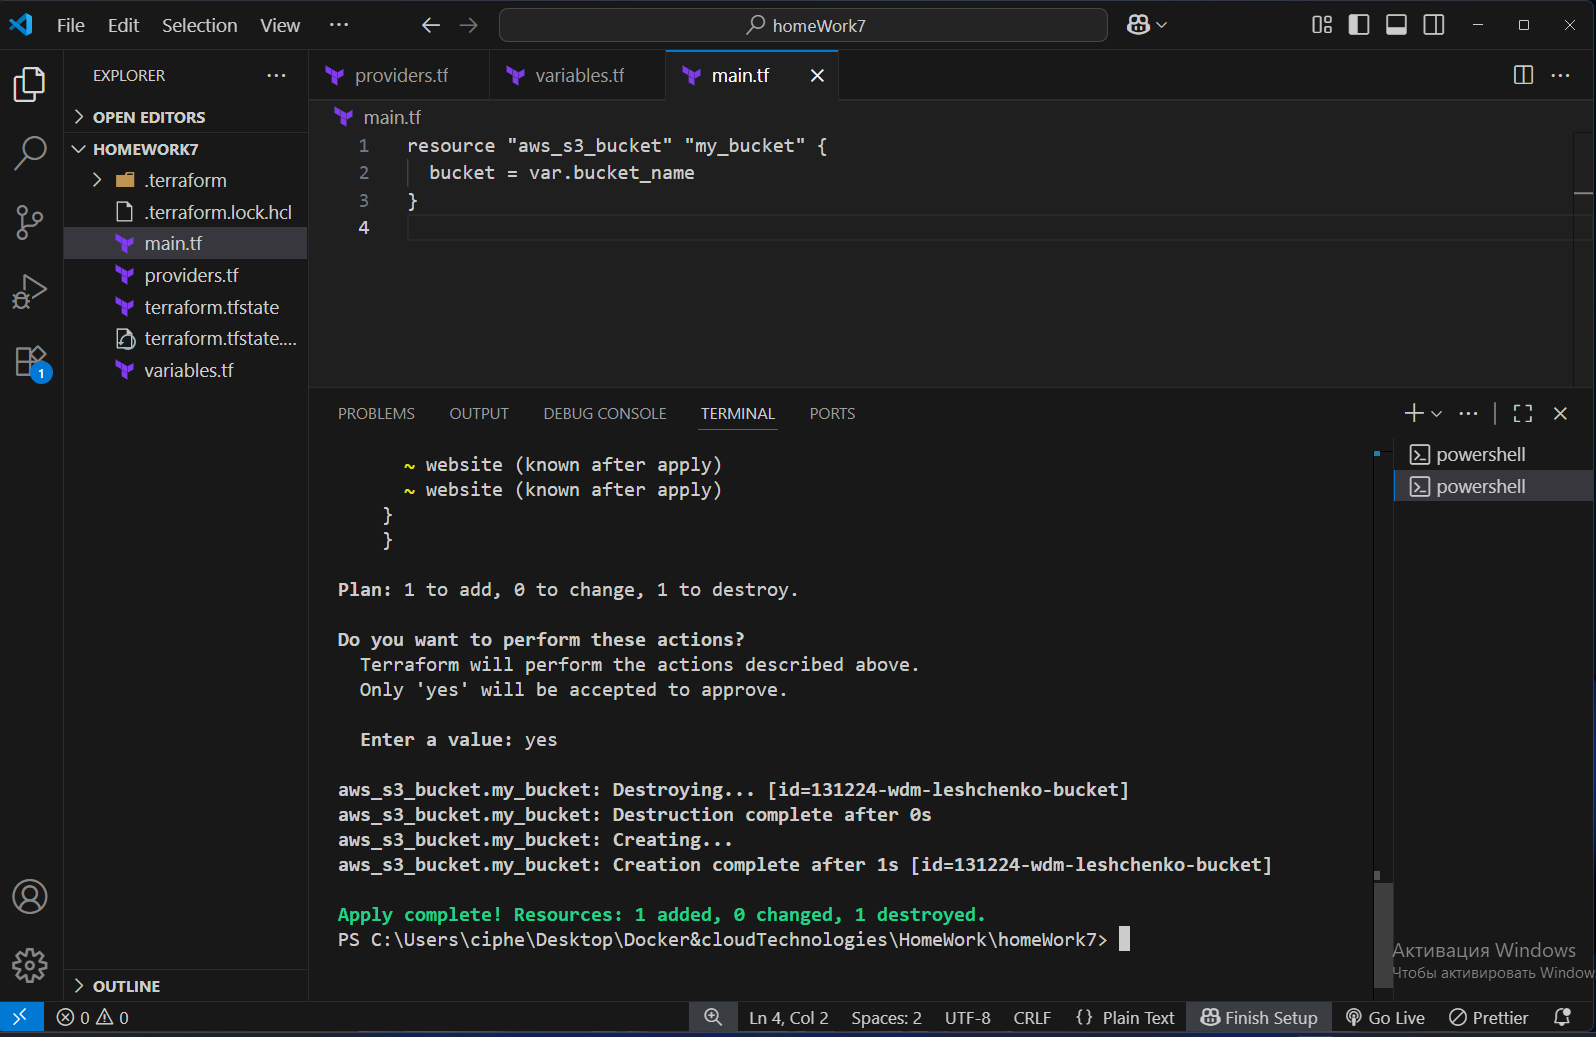 File Edit Selection View ···
homeWork7
EXPLORER ···
OPEN EDITORS
HOMEWORK7
.terraform
.terraform.lock.hcl
main.tf
providers.tf
terraform.tfstate
terraform.tfstate....
variables.tf
1
OUTLINE
providers.tf variables.tf main.tf
main.tf
1 resource "aws_s3_bucket" "my_bucket" {
2 bucket = var.bucket_name
3 }
4
PROBLEMS OUTPUT DEBUG CONSOLE TERMINAL PORTS
powershell
powershell
~ website (known after apply)
~ website (known after apply)
}
}
Plan: 1 to add, 0 to change, 1 to destroy.
Do you want to perform these actions?
Terraform will perform the actions described above.
Only 'yes' will be accepted to approve.
Enter a value: yes
aws_s3_bucket.my_bucket: Destroying... [id=131224-wdm-leshchenko-bucket]
aws_s3_bucket.my_bucket: Destruction complete after 0s
aws_s3_bucket.my_bucket: Creating...
aws_s3_bucket.my_bucket: Creation complete after 1s [id=131224-wdm-leshchenko-bucket]
Apply complete! Resources: 1 added, 0 changed, 1 destroyed.
PS C:\Users\ciphe\Desktop\Docker&cloudTechnologies\HomeWork\homeWork7>
Активация Windows
Чтобы активировать Window
0 0 Ln 4, Col 2 Spaces: 2 UTF-8 CRLF {} Plain Text Finish Setup Go Live Prettier